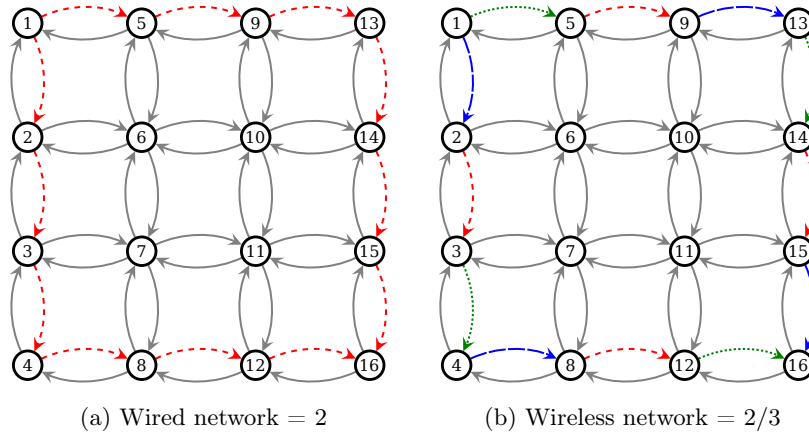 1 5 9 13 1 5 9 13
2 6 10 14 2 6 10 14
3 7 11 15 3 7 11 15
4 8 12 16 4 8 12 16
(a) Wired network = 2 (b) Wireless network = 2/3